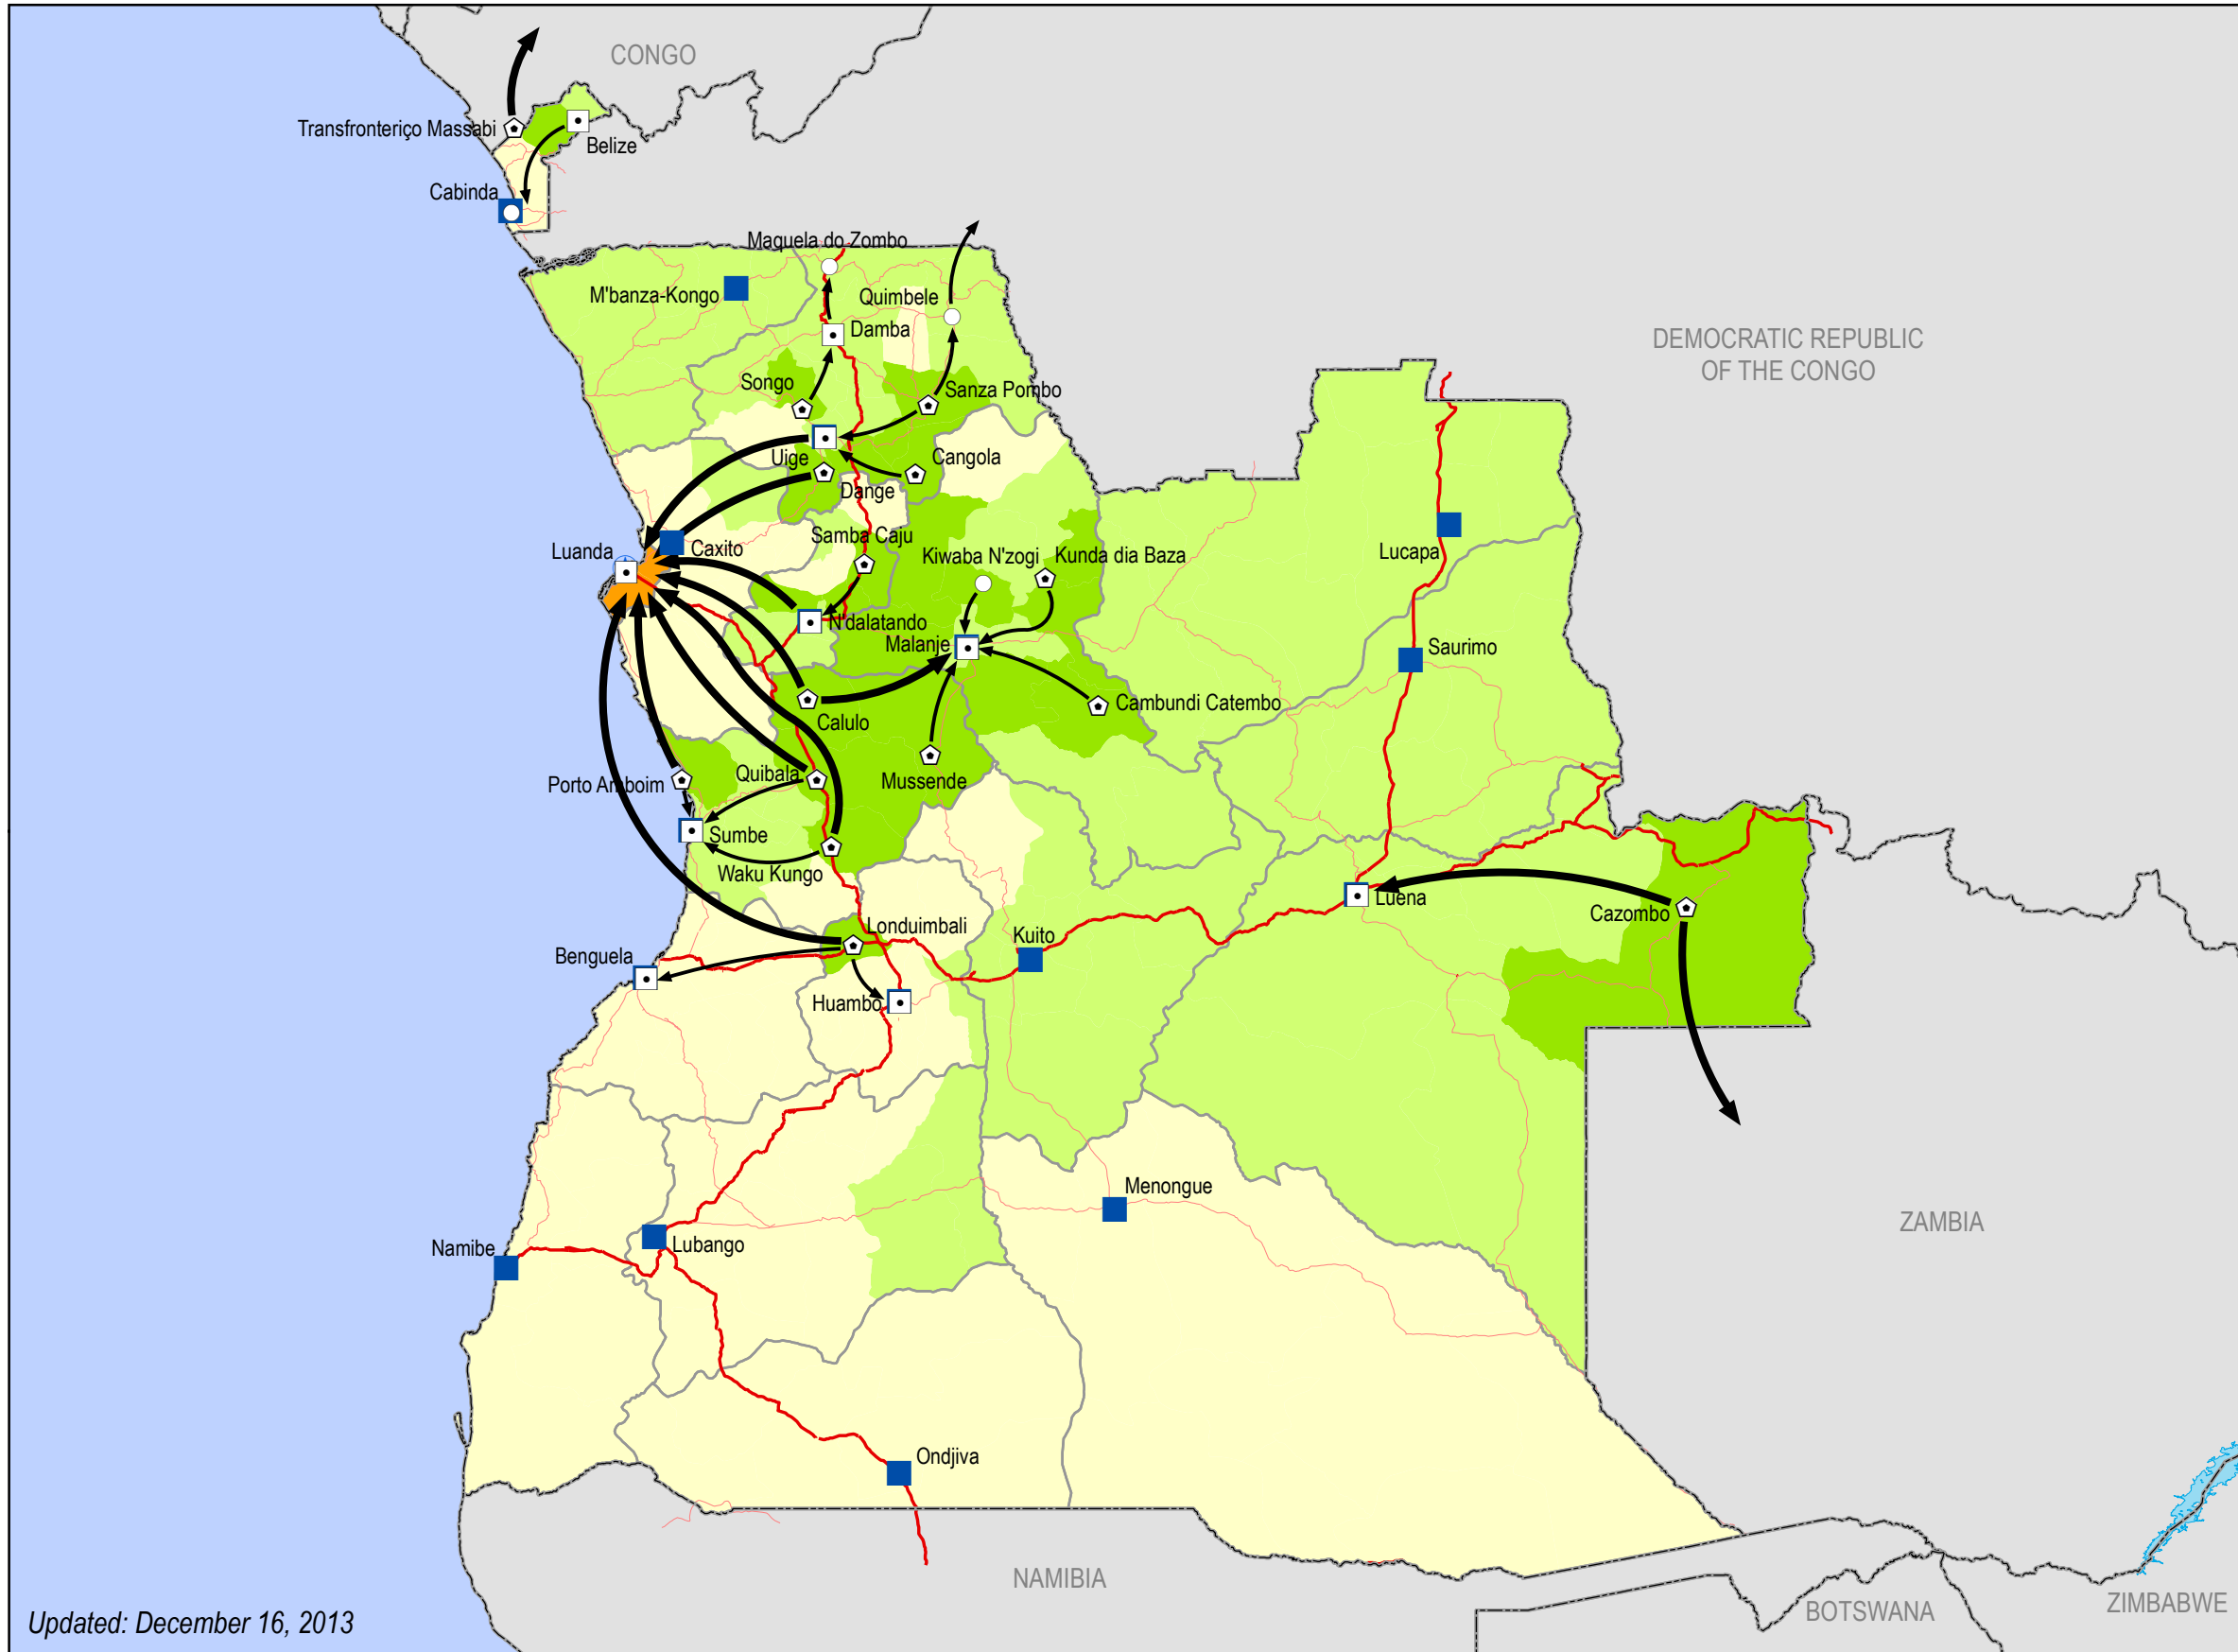 CONGO
Transfronteiriço Massabi
Belize
Cabinda
Maquela do Zombo
M'banza-Kongo
Quimbele
Damba
DEMOCRATIC REPUBLIC
OF THE CONGO
Songo
Sanza Pombo
Uige
Cangola
Dange
Luanda
Caxito
Samba Caju
Kiwaba N'zogi
Kunda dia Baza
Lucapa
N'dalatando
Malanje
Saurimo
Calulo
Cambundi Catembo
Porto Amboim
Quibala
Mussende
Sumbe
Waku Kungo
Luena
Cazombo
Londuimbali
Kuito
Benguela
Huambo
Menongue
ZAMBIA
Namibe
Lubango
Ondjiva
NAMIBIA
BOTSWANA
ZIMBABWE
Updated: December 16, 2013